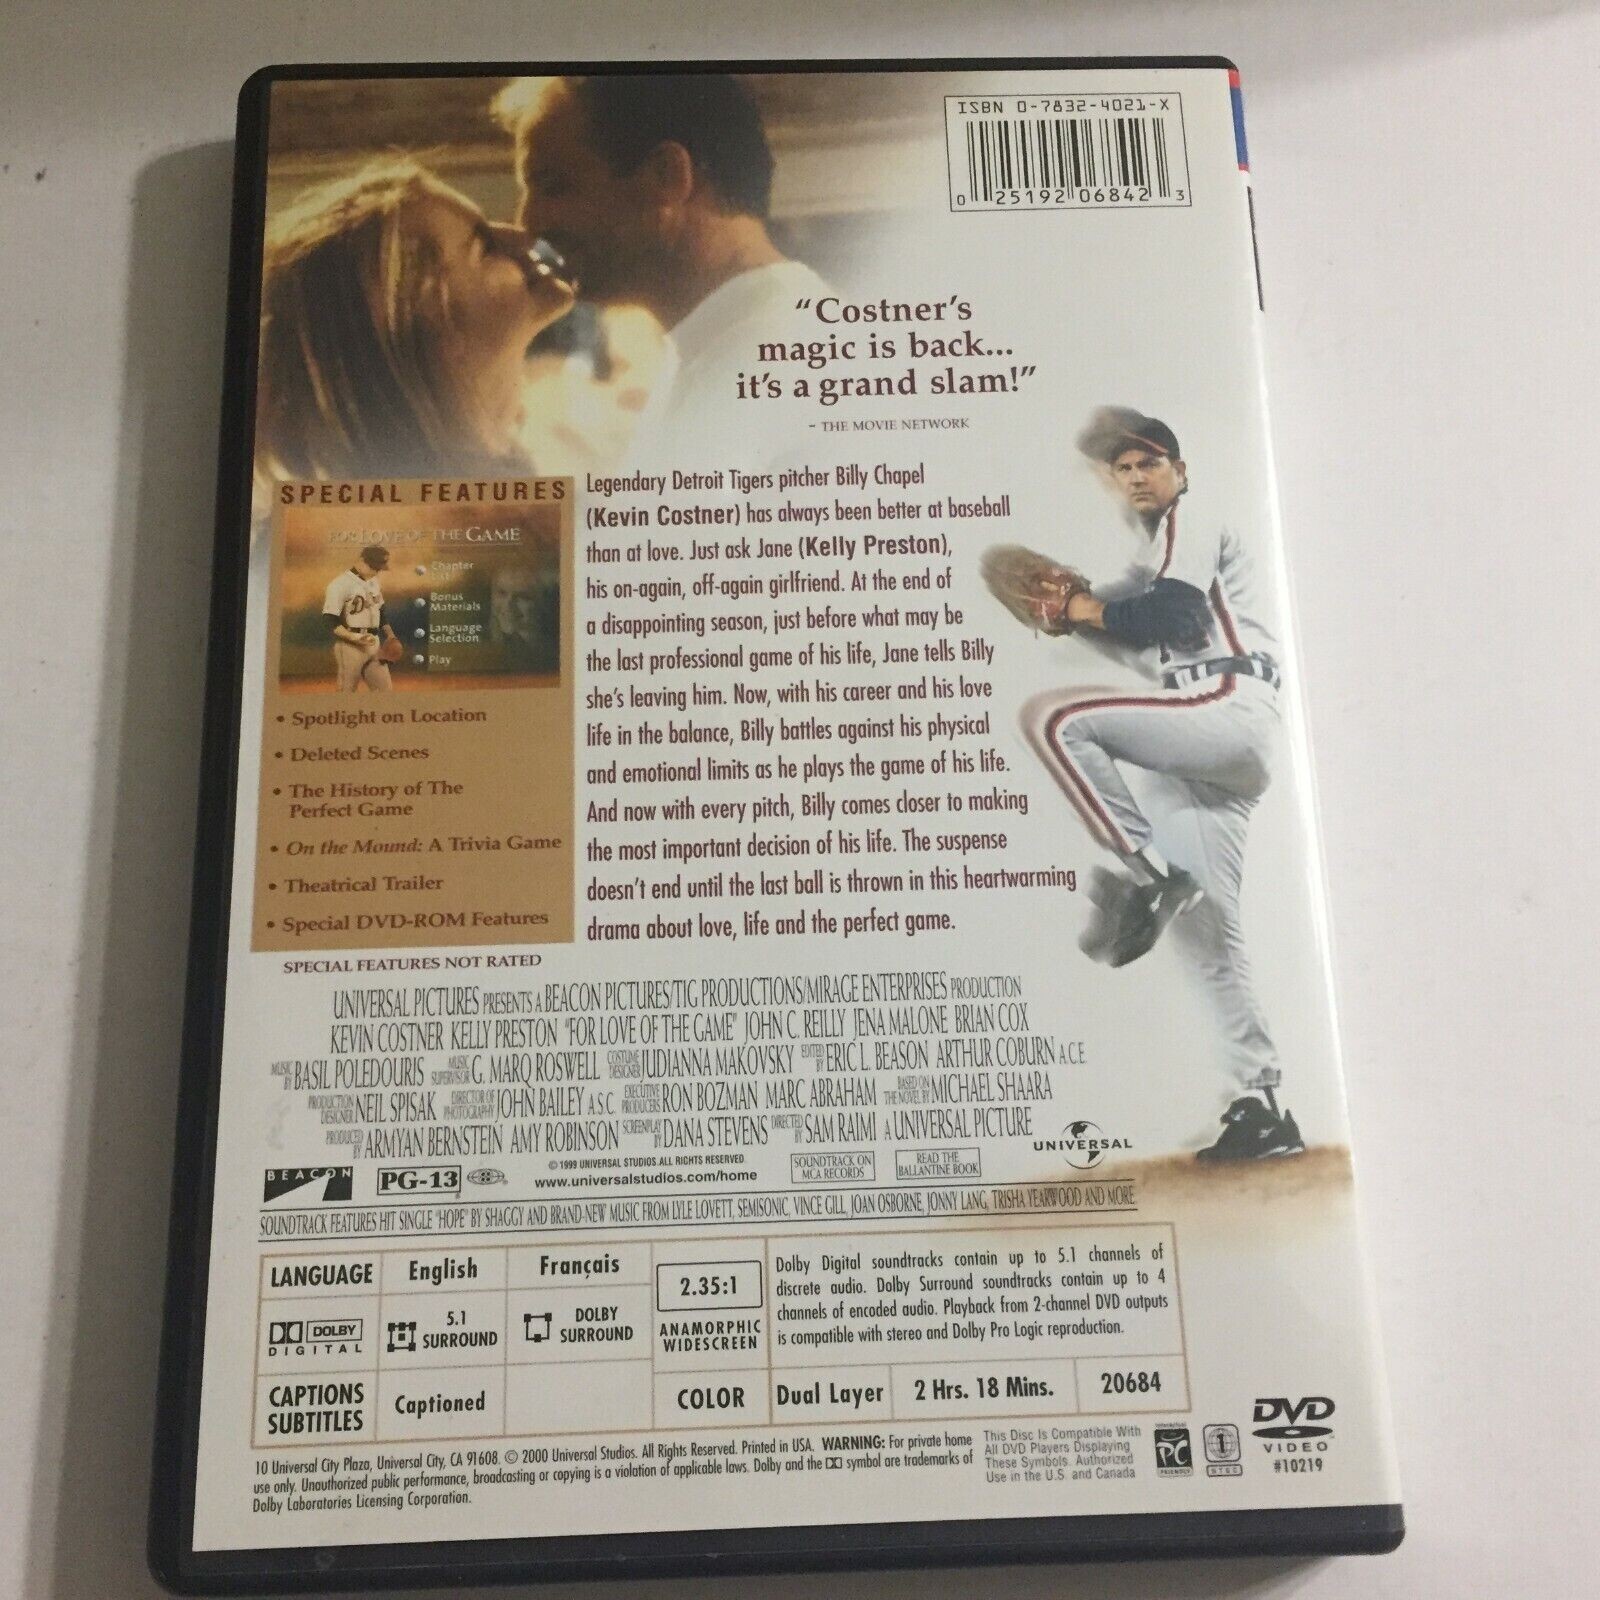 ISBN 0-7832-4021-X
0 25192 06842 3
“Costner’s
magic is back...
it’s a grand slam!”
– THE MOVIE NETWORK
SPECIAL FEATURES
FOR LOVE OF THE GAME
Chapter
List
Bonus
Materials
Language
Selection
Play
• Spotlight on Location
• Deleted Scenes
• The History of The
Perfect Game
• On the Mound: A Trivia Game
• Theatrical Trailer
• Special DVD-ROM Features
SPECIAL FEATURES NOT RATED
Legendary Detroit Tigers pitcher Billy Chapel
(Kevin Costner) has always been better at baseball
than at love. Just ask Jane (Kelly Preston),
his on-again, off-again girlfriend. At the end of
a disappointing season, just before what may be
the last professional game of his life, Jane tells Billy
she’s leaving him. Now, with his career and his love
life in the balance, Billy battles against his physical
and emotional limits as he plays the game of his life.
And now with every pitch, Billy comes closer to making
the most important decision of his life. The suspense
doesn’t end until the last ball is thrown in this heartwarming
drama about love, life and the perfect game.
UNIVERSAL PICTURES PRESENTS A BEACON PICTURES/TIG PRODUCTIONS/MIRAGE ENTERPRISES PRODUCTION
KEVIN COSTNER KELLY PRESTON "FOR LOVE OF THE GAME" JOHN C. REILLY JENA MALONE BRIAN COX
MUSIC BY BASIL POLEDOURIS MUSIC SUPERVISOR G. MARQ ROSWELL COSTUME DESIGNER JUDIANNA MAKOVSKY EDITED BY ERIC L. BEASON ARTHUR COBURN A.C.E.
PRODUCTION DESIGNER NEIL SPISAK DIRECTOR OF PHOTOGRAPHY JOHN BAILEY A.S.C. EXECUTIVE PRODUCERS RON BOZMAN MARC ABRAHAM BASED ON THE NOVEL BY MICHAEL SHAARA
PRODUCED BY ARMYAN BERNSTEIN AMY ROBINSON SCREENPLAY BY DANA STEVENS DIRECTED BY SAM RAIMI A UNIVERSAL PICTURE
UNIVERSAL
BEACON
PG-13
© 1999 UNIVERSAL STUDIOS. ALL RIGHTS RESERVED.
www.universalstudios.com/home
SOUNDTRACK ON
MCA RECORDS
READ THE
BALLANTINE BOOK
SOUNDTRACK FEATURES HIT SINGLE "HOPE" BY SHAGGY AND BRAND-NEW MUSIC FROM LYLE LOVETT, SEMISONIC, VINCE GILL, JOAN OSBORNE, JONNY LANG, TRISHA YEARWOOD AND MORE.
LANGUAGE
English
Français
DOLBY
DIGITAL
5.1
SURROUND
DOLBY
SURROUND
CAPTIONS
SUBTITLES
Captioned
2.35:1
ANAMORPHIC
WIDESCREEN
COLOR
Dolby Digital soundtracks contain up to 5.1 channels of
discrete audio. Dolby Surround soundtracks contain up to 4
channels of encoded audio. Playback from 2-channel DVD outputs
is compatible with stereo and Dolby Pro Logic reproduction.
Dual Layer
2 Hrs. 18 Mins.
20684
10 Universal City Plaza, Universal City, CA 91608. © 2000 Universal Studios. All Rights Reserved. Printed in USA. WARNING: For private home
use only. Unauthorized public performance, broadcasting or copying is a violation of applicable laws. Dolby and the DD symbol are trademarks of
Dolby Laboratories Licensing Corporation.
This Disc Is Compatible With
All DVD Players Displaying
These Symbols. Authorized
Use in the U.S. and Canada
PC
FRIENDLY
1
NTSC
DVD
VIDEO™
#10219